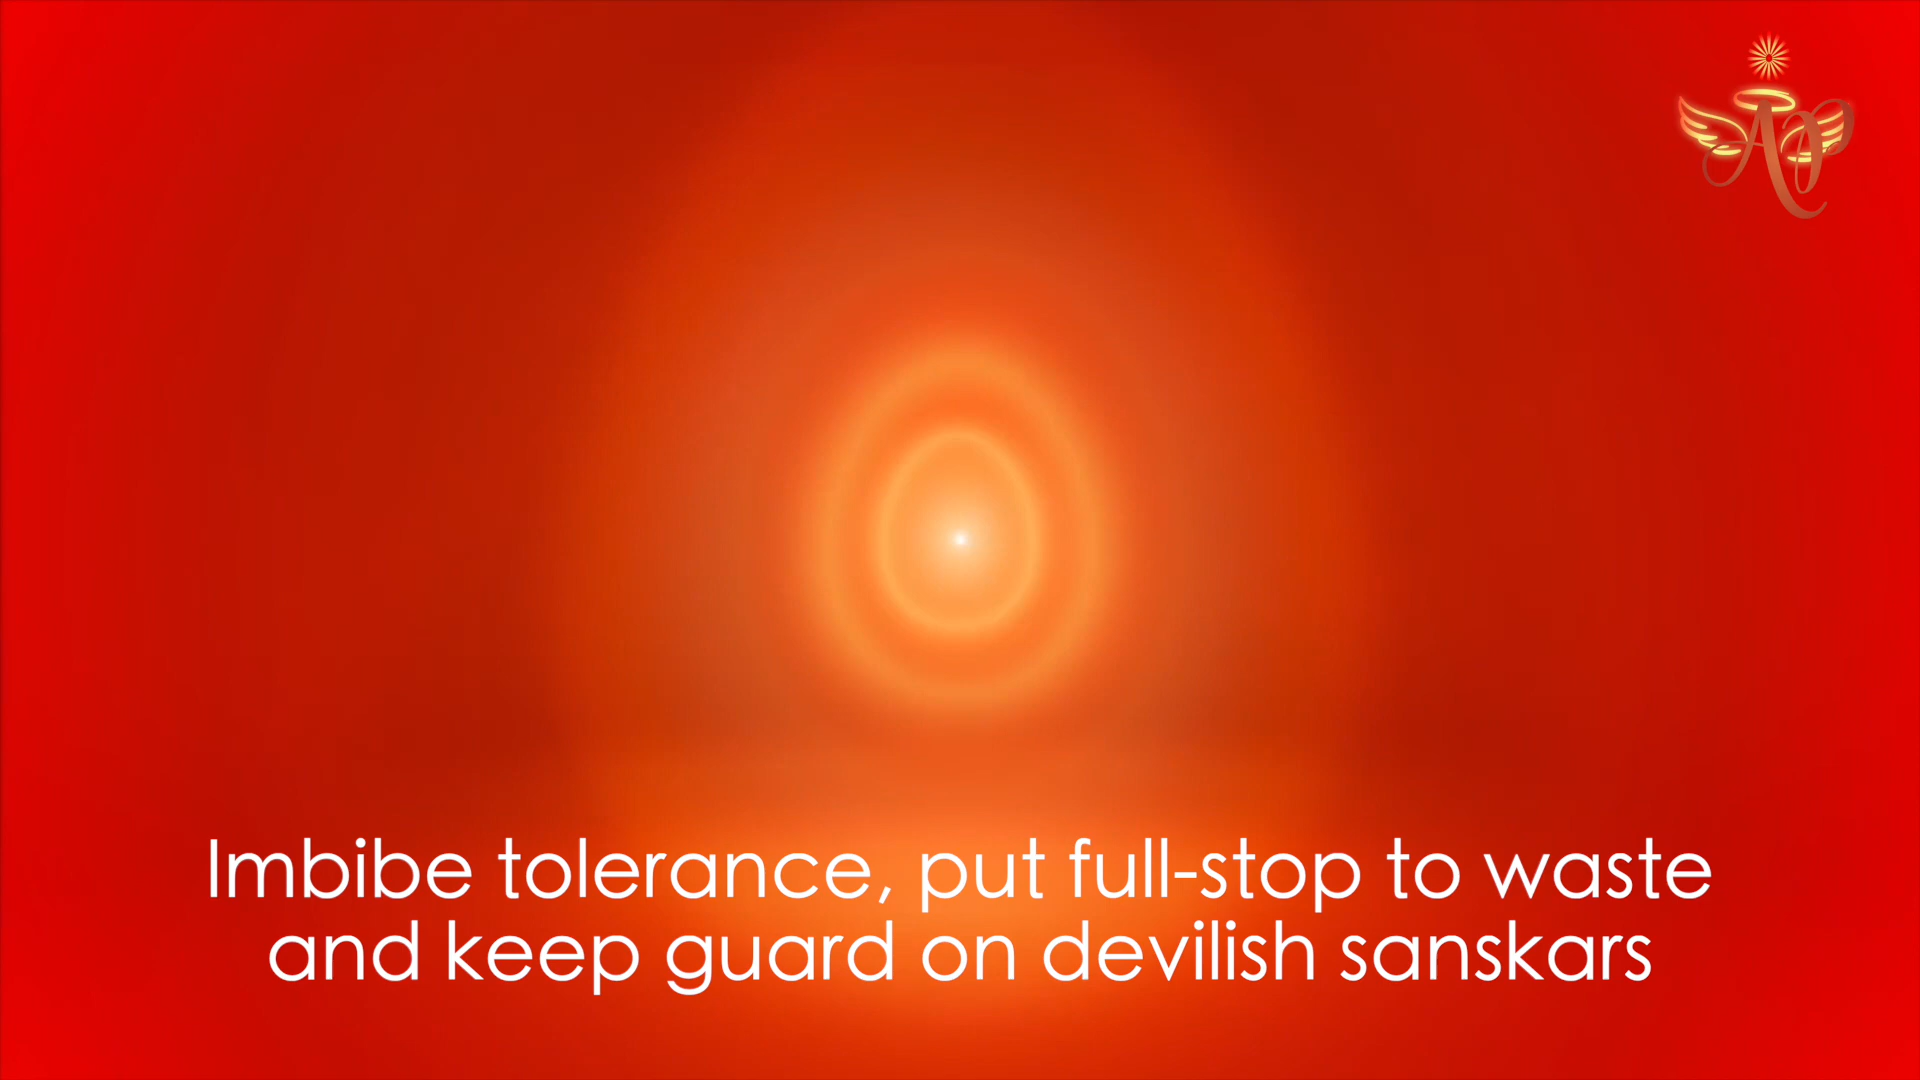 Imbibe tolerance, put full-stop to waste
and keep guard on devilish sanskars